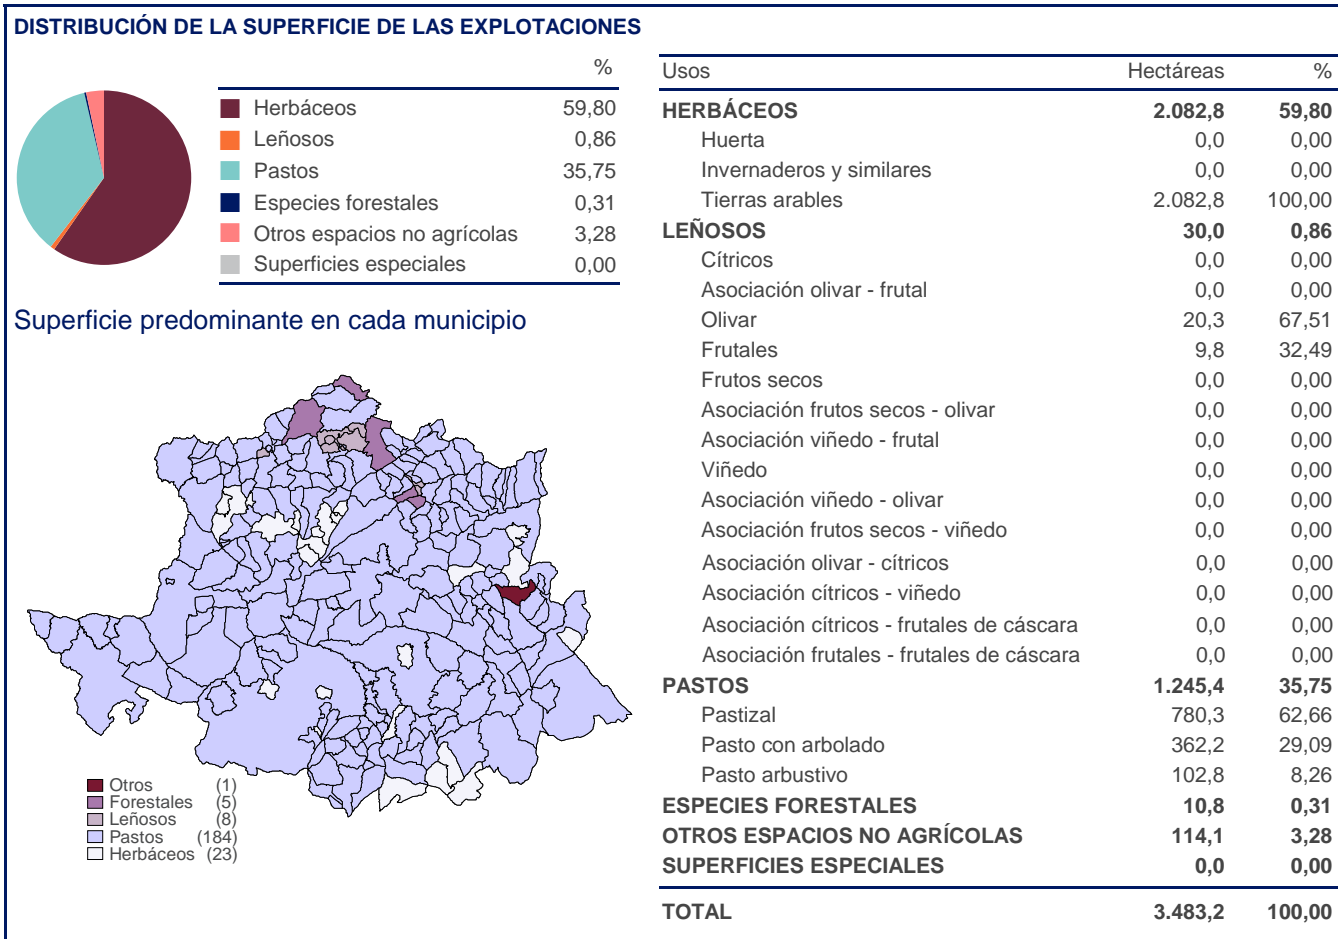 DISTRIBUCIÓN DE LA SUPERFICIE DE LAS EXPLOTACIONES
%
Herbáceos 59,80
Leñosos 0,86
Pastos 35,75
Especies forestales 0,31
Otros espacios no agrícolas 3,28
Superficies especiales 0,00
Superficie predominante en cada municipio
Otros (1)
Forestales (5)
Leñosos (8)
Pastos (184)
Herbáceos (23)
Usos Hectáreas %
HERBÁCEOS 2.082,8 59,80
Huerta 0,0 0,00
Invernaderos y similares 0,0 0,00
Tierras arables 2.082,8 100,00
LEÑOSOS 30,0 0,86
Cítricos 0,0 0,00
Asociación olivar - frutal 0,0 0,00
Olivar 20,3 67,51
Frutales 9,8 32,49
Frutos secos 0,0 0,00
Asociación frutos secos - olivar 0,0 0,00
Asociación viñedo - frutal 0,0 0,00
Viñedo 0,0 0,00
Asociación viñedo - olivar 0,0 0,00
Asociación frutos secos - viñedo 0,0 0,00
Asociación olivar - cítricos 0,0 0,00
Asociación cítricos - viñedo 0,0 0,00
Asociación cítricos - frutales de cáscara 0,0 0,00
Asociación frutales - frutales de cáscara 0,0 0,00
PASTOS 1.245,4 35,75
Pastizal 780,3 62,66
Pasto con arbolado 362,2 29,09
Pasto arbustivo 102,8 8,26
ESPECIES FORESTALES 10,8 0,31
OTROS ESPACIOS NO AGRÍCOLAS 114,1 3,28
SUPERFICIES ESPECIALES 0,0 0,00
TOTAL 3.483,2 100,00